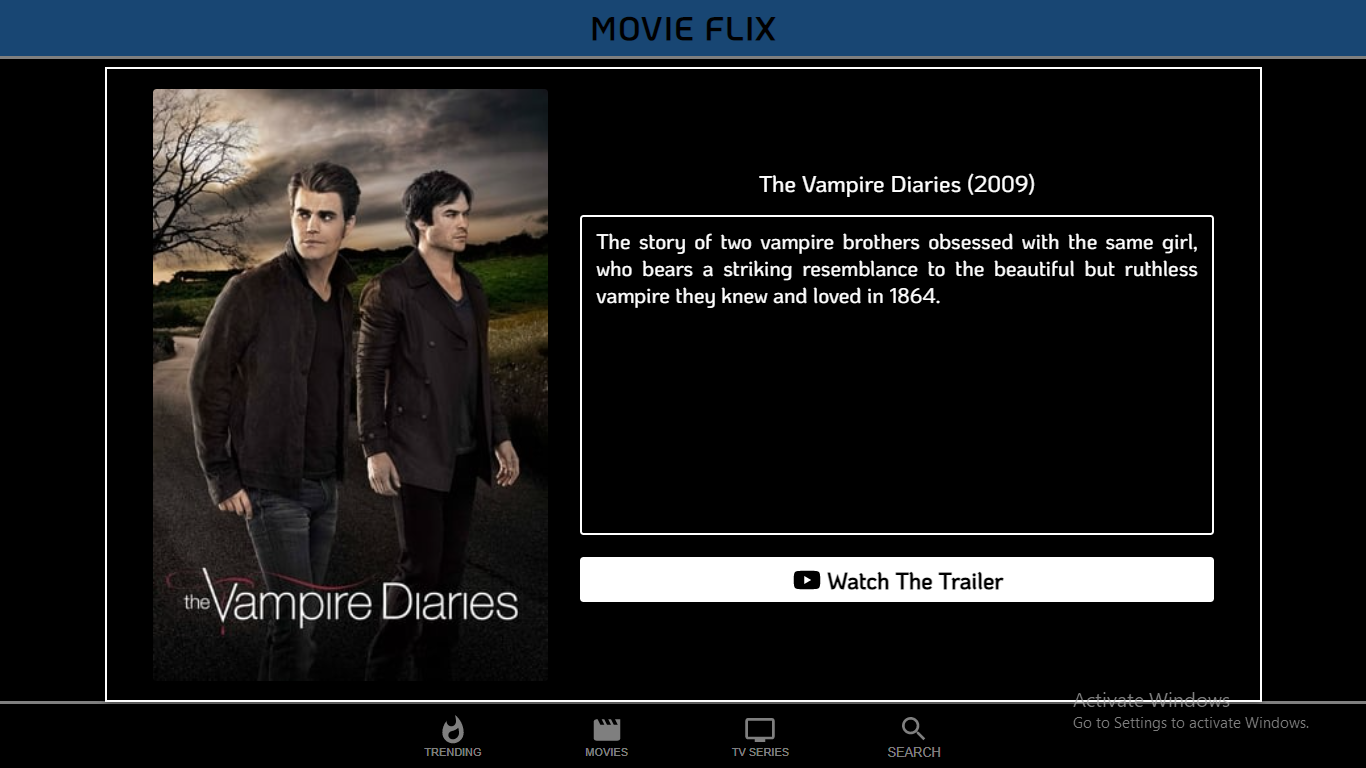 MOVIE FLIX
The Vampire Diaries (2009)
The story of two vampire brothers obsessed with the same girl,
who bears a striking resemblance to the beautiful but ruthless
vampire they knew and loved in 1864.
the Vampire Diaries
Watch The Trailer
Activate Windows
Go to Settings to activate Windows.
TRENDING
MOVIES
TV SERIES
SEARCH